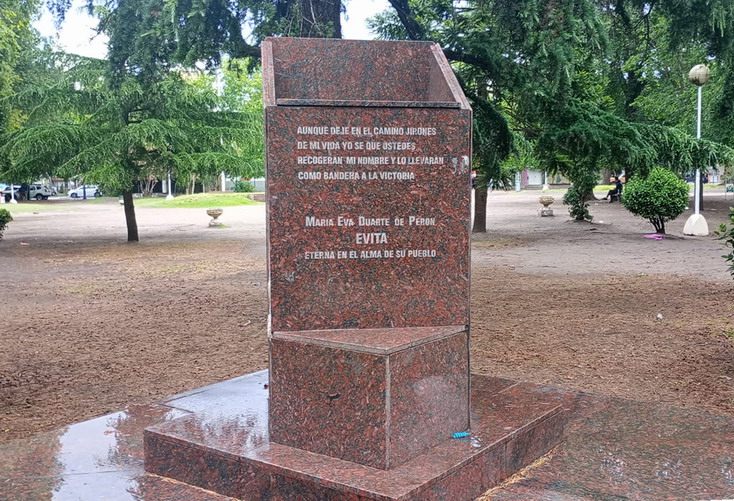 AUNQUE DEJE EN EL CAMINO JIRONES
DE MI VIDA YO SE QUE USTEDES
RECOGERAN MI NOMBRE Y LO LLEVARAN
COMO BANDERA A LA VICTORIA
MARIA EVA DUARTE DE PERON
EVITA
ETERNA EN EL ALMA DE SU PUEBLO